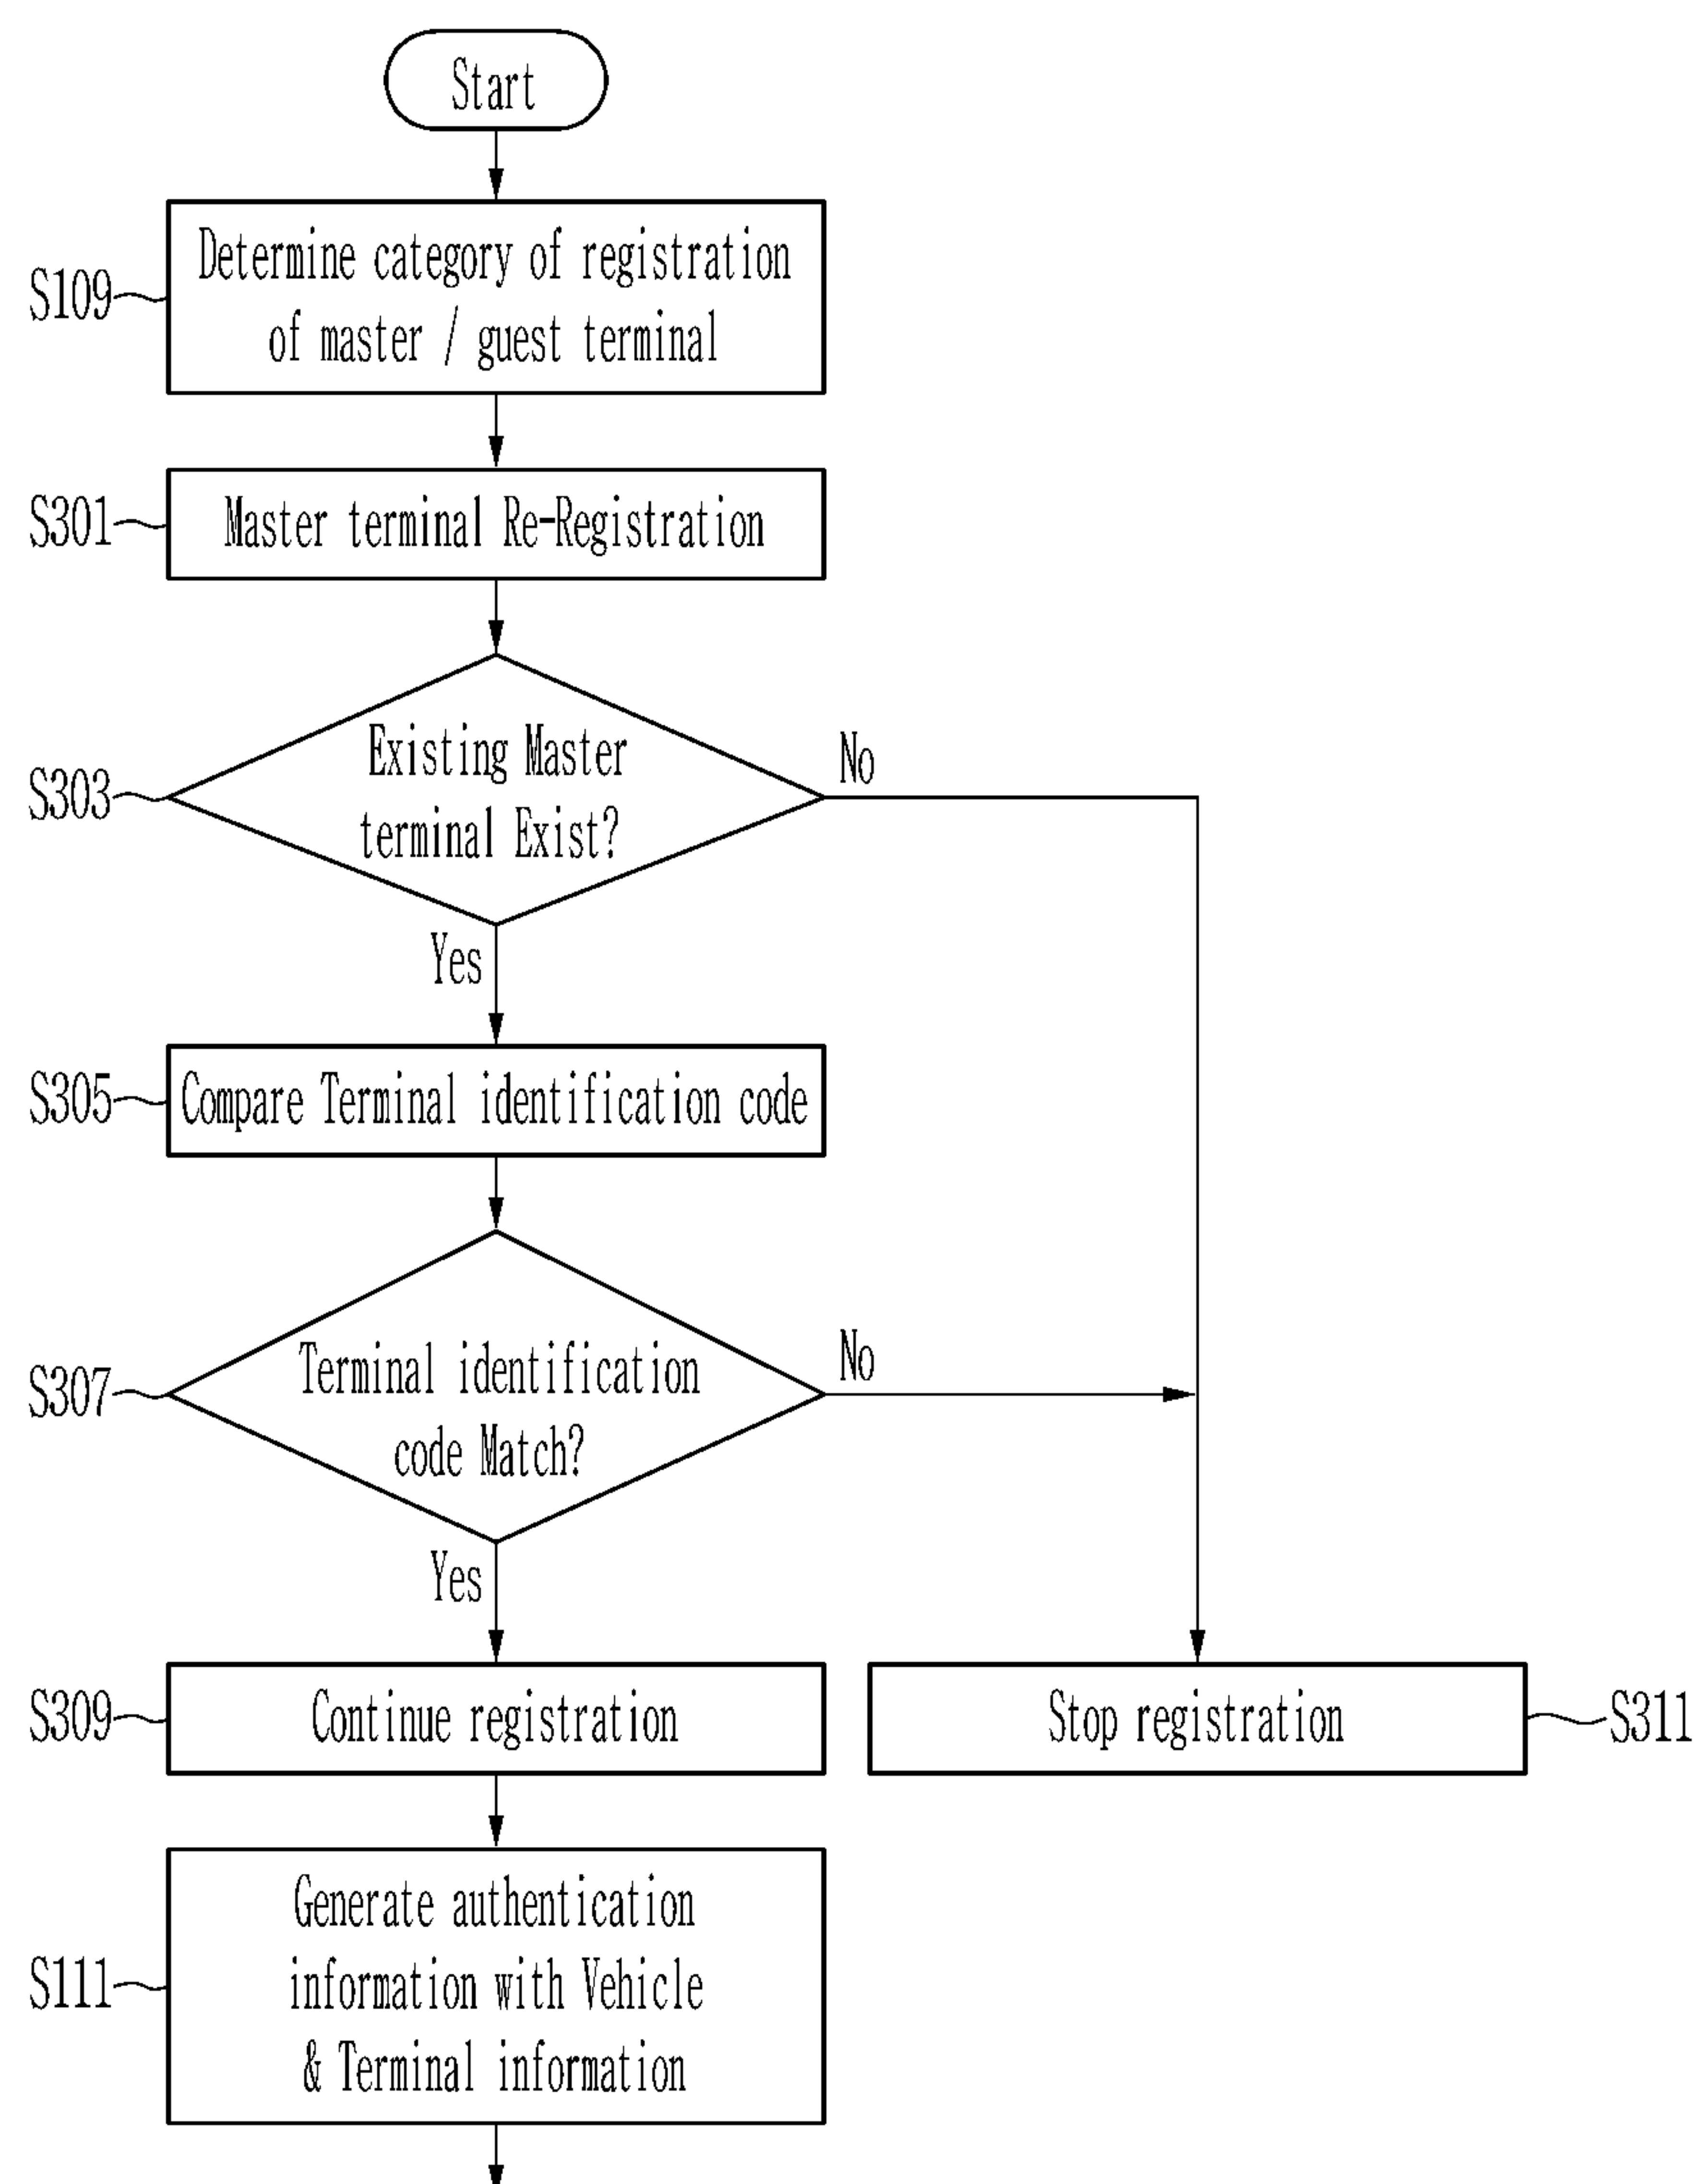 Start
S109
Determine category of registration
of master / guest terminal
S301
Master terminal Re-Registration
S303
Existing Master
terminal Exist?
No
Yes
S305
Compare Terminal identification code
S307
Terminal identification
code Match?
No
Yes
S309
Continue registration
Stop registration
S311
S111
Generate authentication
information with Vehicle
& Terminal information